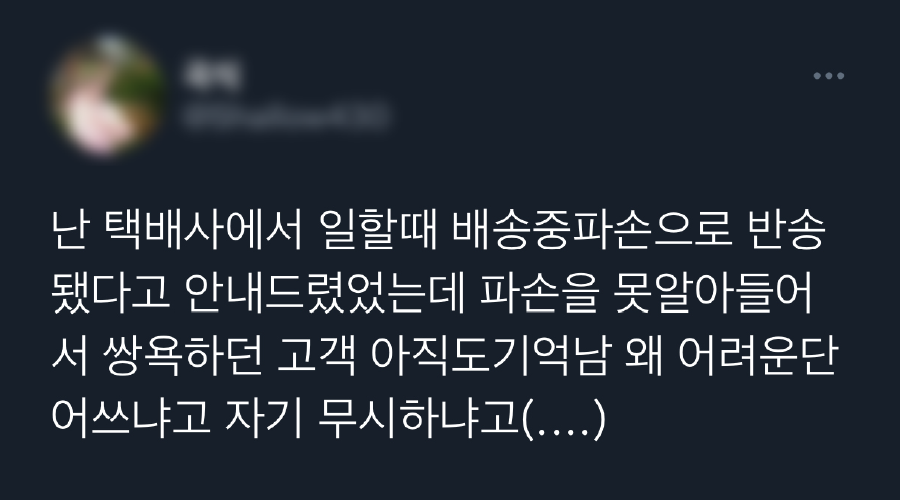 난 택배사에서 일할때 배송중파손으로 반송
됐다고 안내드렸었는데 파손을 못알아들어
서 쌍욕하던 고객 아직도기억남 왜 어려운단
어쓰냐고 자기 무시하냐고(....)